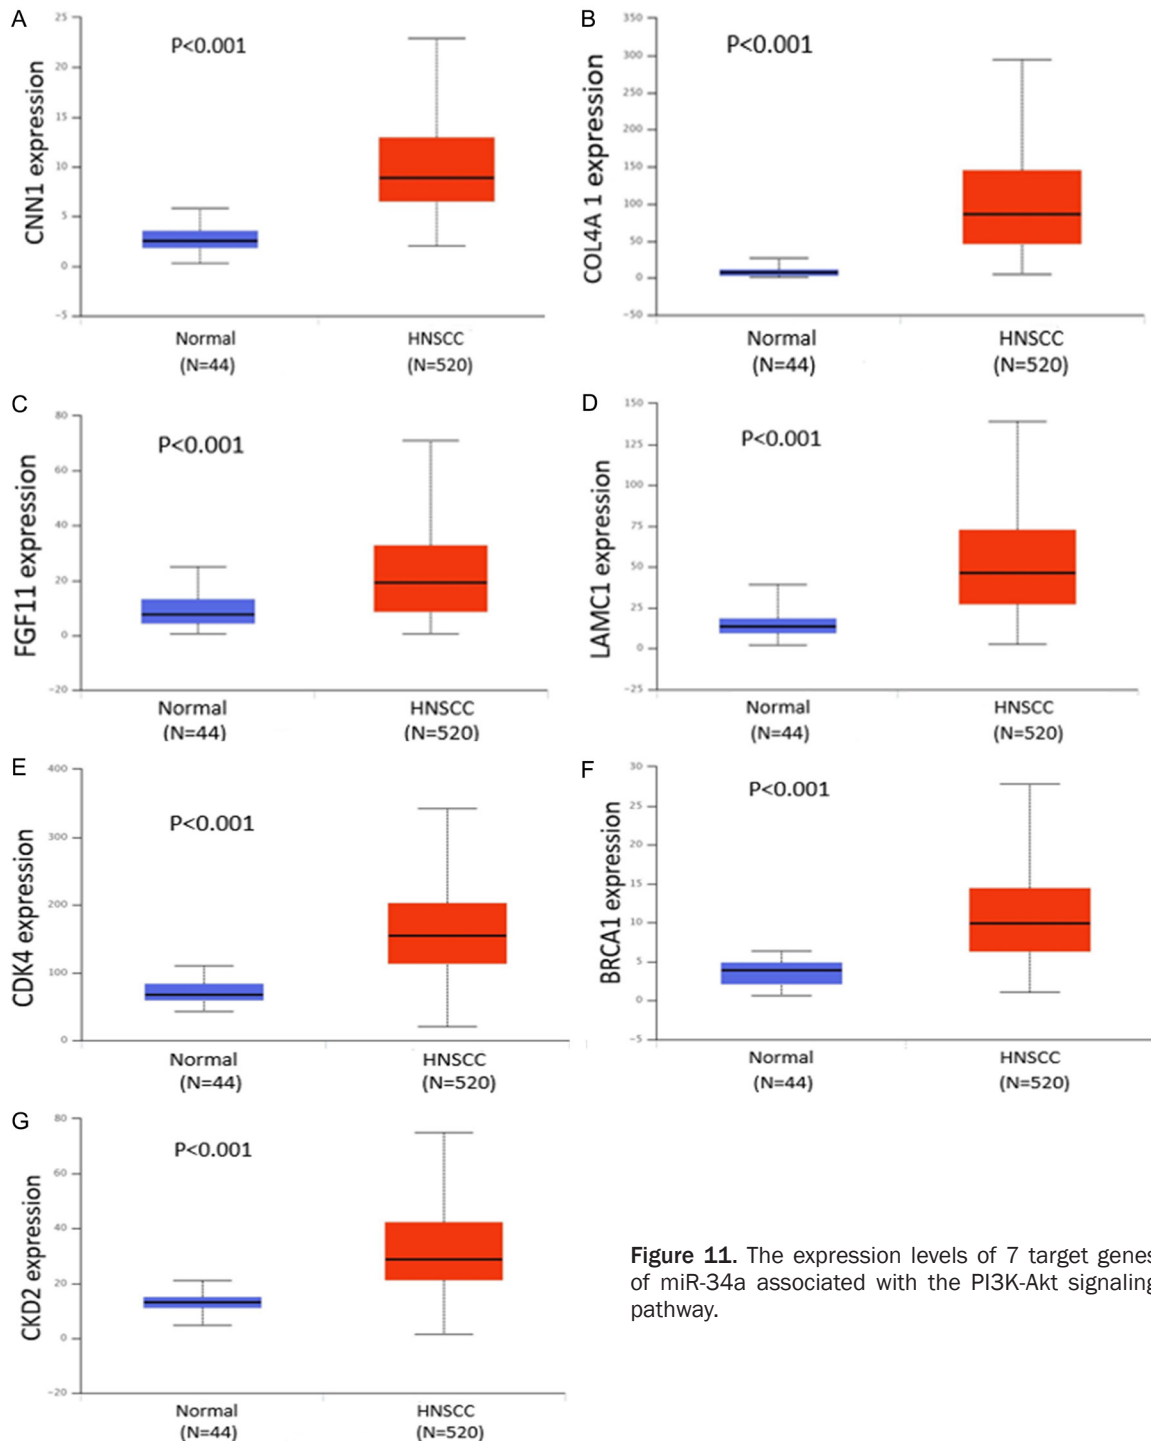 A
CNN1 expression
25
20
15
10
5
0
-5
P<0.001
Normal
(N=44)
HNSCC
(N=520)
B
COL4A 1 expression
350
300
250
200
150
100
50
0
-50
P<0.001
Normal
(N=44)
HNSCC
(N=520)
C
FGF11 expression
80
60
40
20
0
-20
P<0.001
Normal
(N=44)
HNSCC
(N=520)
D
LAMC1 expression
150
125
100
75
50
25
0
-25
P<0.001
Normal
(N=44)
HNSCC
(N=520)
E
CDK4 expression
400
300
200
100
0
P<0.001
Normal
(N=44)
HNSCC
(N=520)
F
BRCA1 expression
30
25
20
15
10
5
0
-5
P<0.001
Normal
(N=44)
HNSCC
(N=520)
G
CKD2 expression
80
60
40
20
0
-20
P<0.001
Normal
(N=44)
HNSCC
(N=520)
Figure 11. The expression levels of 7 target genes
of miR-34a associated with the PI3K-Akt signaling
pathway.